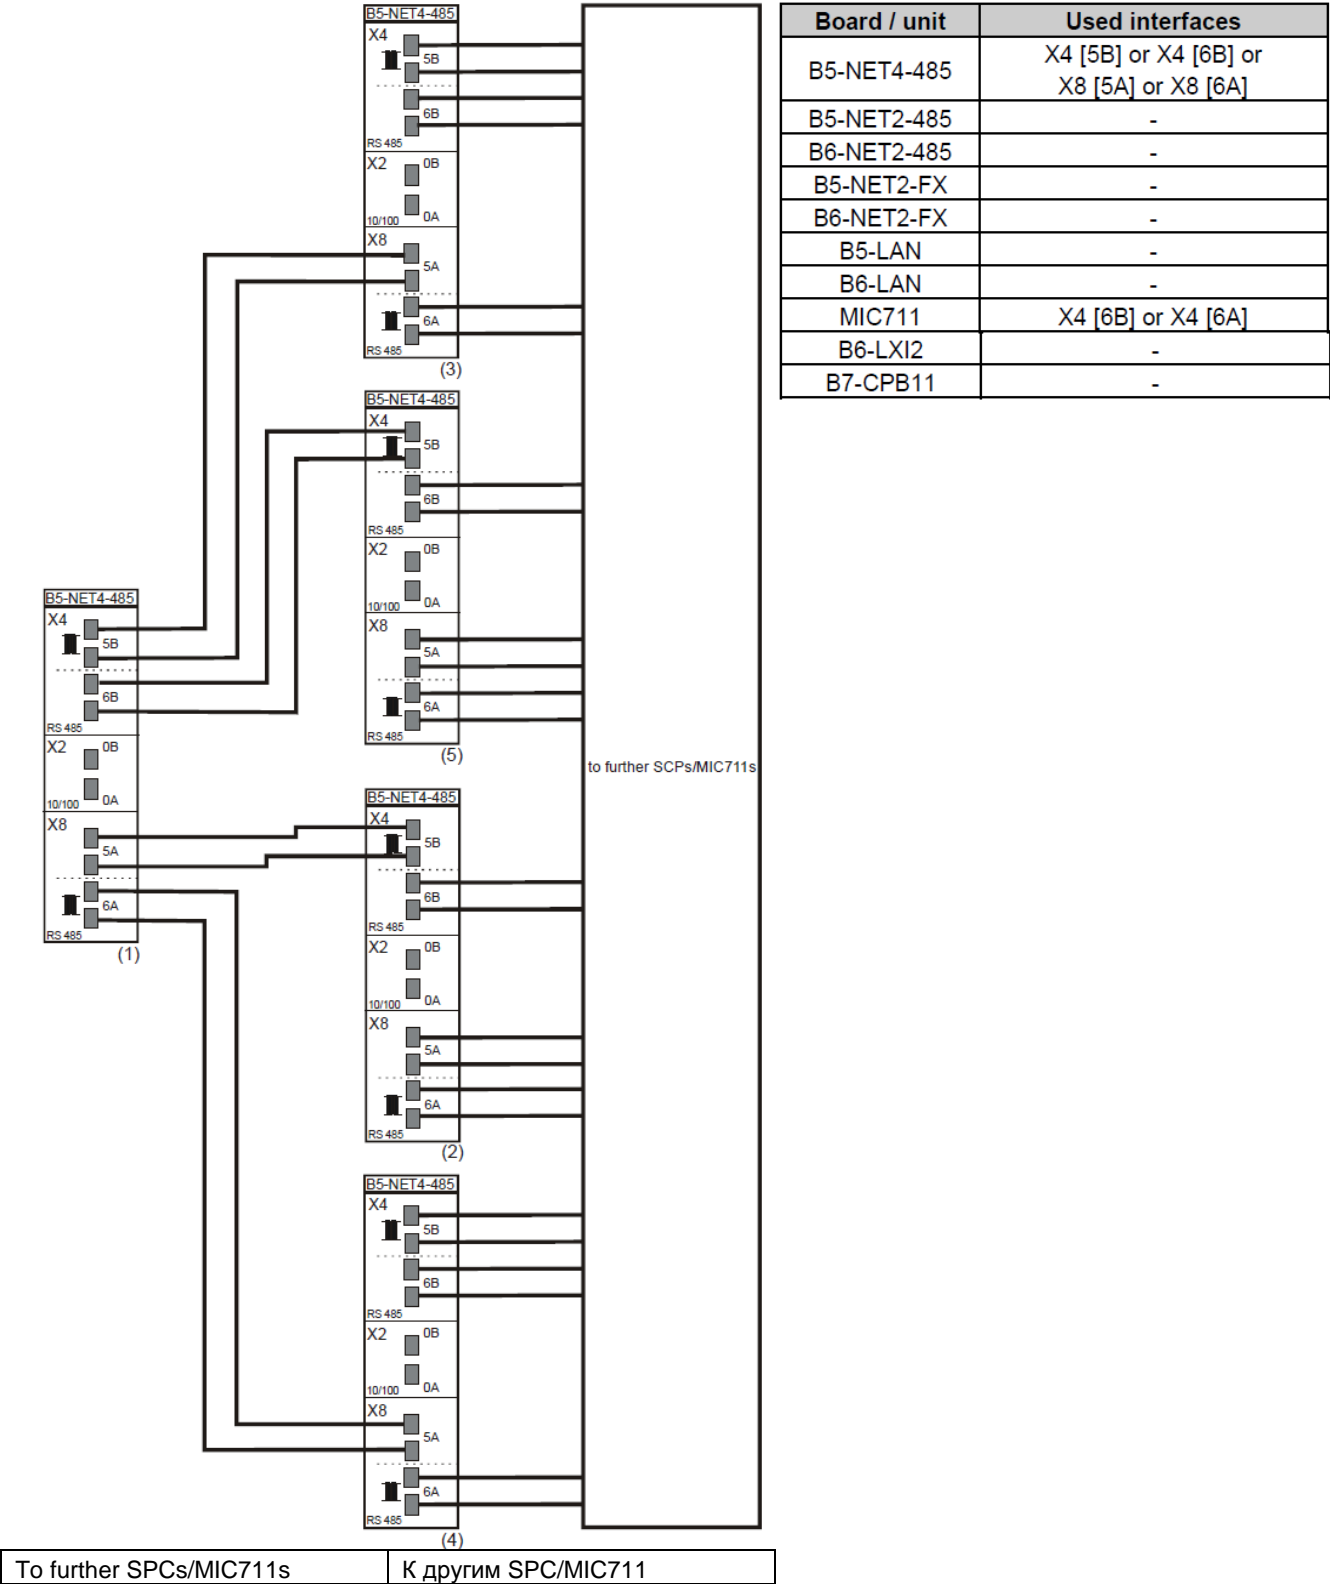 B5-NET4-485
X4
5B
6B
RS 485
X2
0B
10/100
0A
X8
5A
6A
RS 485
(3)
B5-NET4-485
X4
5B
6B
RS 485
X2
0B
10/100
0A
X8
5A
6A
RS 485
(5)
B5-NET4-485
X4
5B
6B
RS 485
X2
0B
10/100
0A
X8
5A
6A
RS 485
(1)
B5-NET4-485
X4
5B
6B
RS 485
X2
0B
10/100
0A
X8
5A
6A
RS 485
(2)
B5-NET4-485
X4
5B
6B
RS 485
X2
0B
10/100
0A
X8
5A
6A
RS 485
(4)
to further SCPs/MIC711s
Board / unit Used interfaces
B5-NET4-485 X4 [5B] or X4 [6B] or
X8 [5A] or X8 [6A]
B5-NET2-485 -
B6-NET2-485 -
B5-NET2-FX -
B6-NET2-FX -
B5-LAN -
B6-LAN -
MIC711 X4 [6B] or X4 [6A]
B6-LXI2 -
B7-CPB11 -
To further SPCs/MIC711s К другим SPC/MIC711